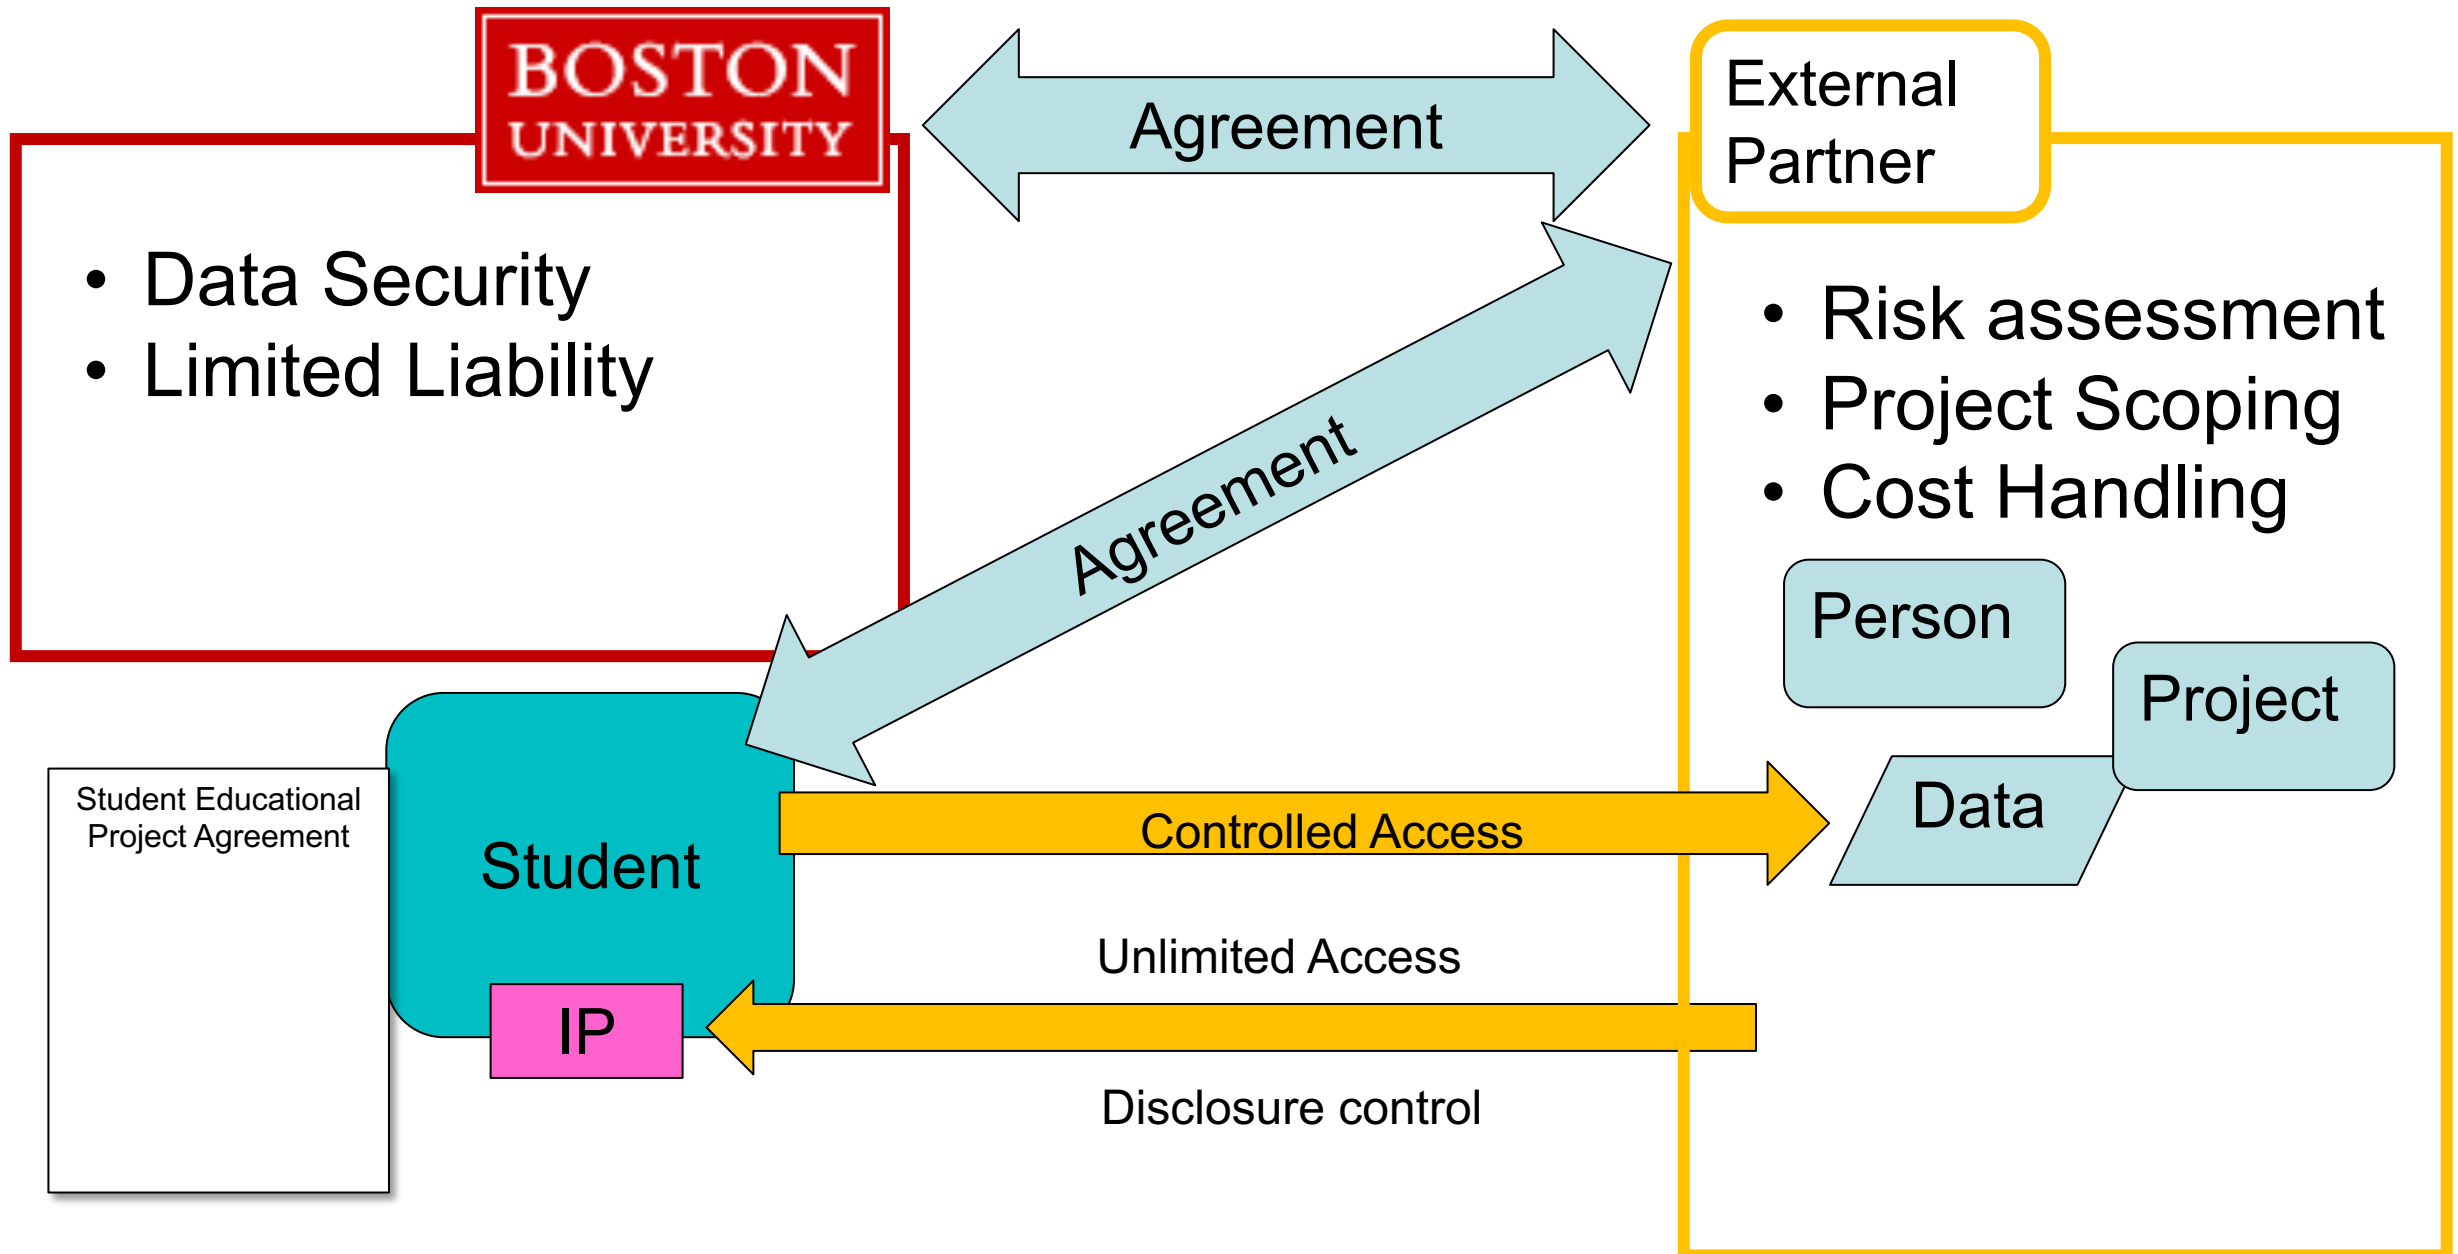 BOSTON
UNIVERSITY
Agreement
External
Partner
• Data Security
• Limited Liability
• Risk assessment
• Project Scoping
• Cost Handling
Agreement
Person
Project
Data
Student Educational
Project Agreement
Student
Controlled Access
Unlimited Access
IP
Disclosure control